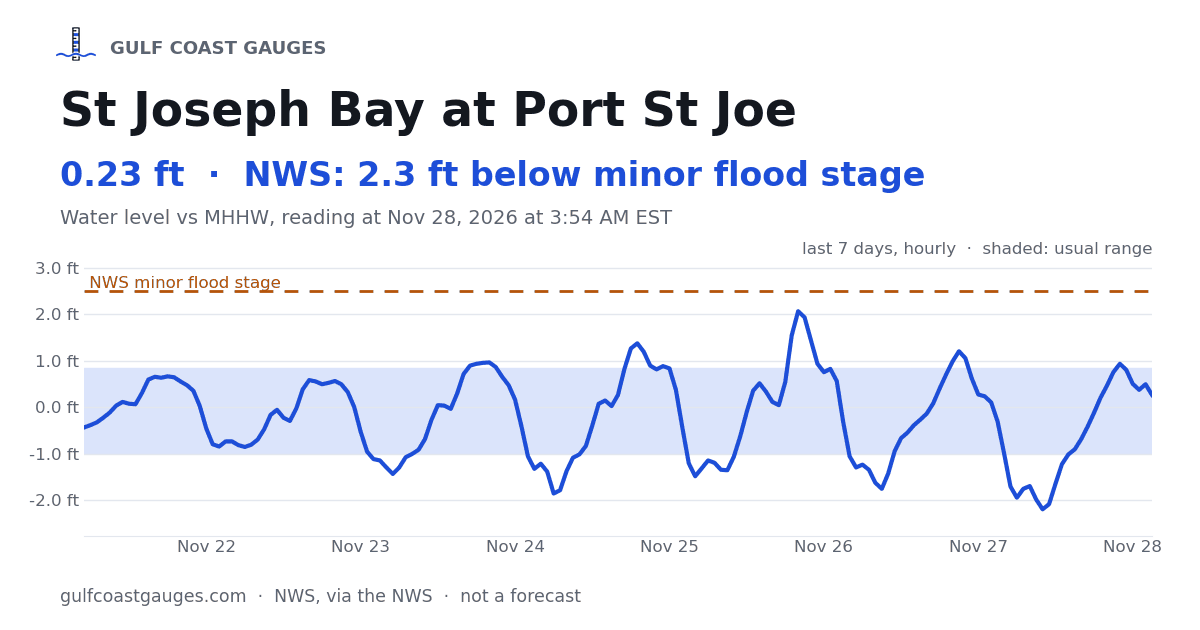 GULF COAST GAUGES
St Joseph Bay at Port St Joe
0.23 ft · NWS: 2.3 ft below minor flood stage
Water level vs MHHW, reading at Nov 28, 2026 at 3:54 AM EST
last 7 days, hourly · shaded: usual range
3.0 ft
NWS minor flood stage
2.0 ft
1.0 ft
0.0 ft
-1.0 ft
-2.0 ft
Nov 22 Nov 23 Nov 24 Nov 25 Nov 26 Nov 27 Nov 28
gulfcoastgauges.com · NWS, via the NWS · not a forecast